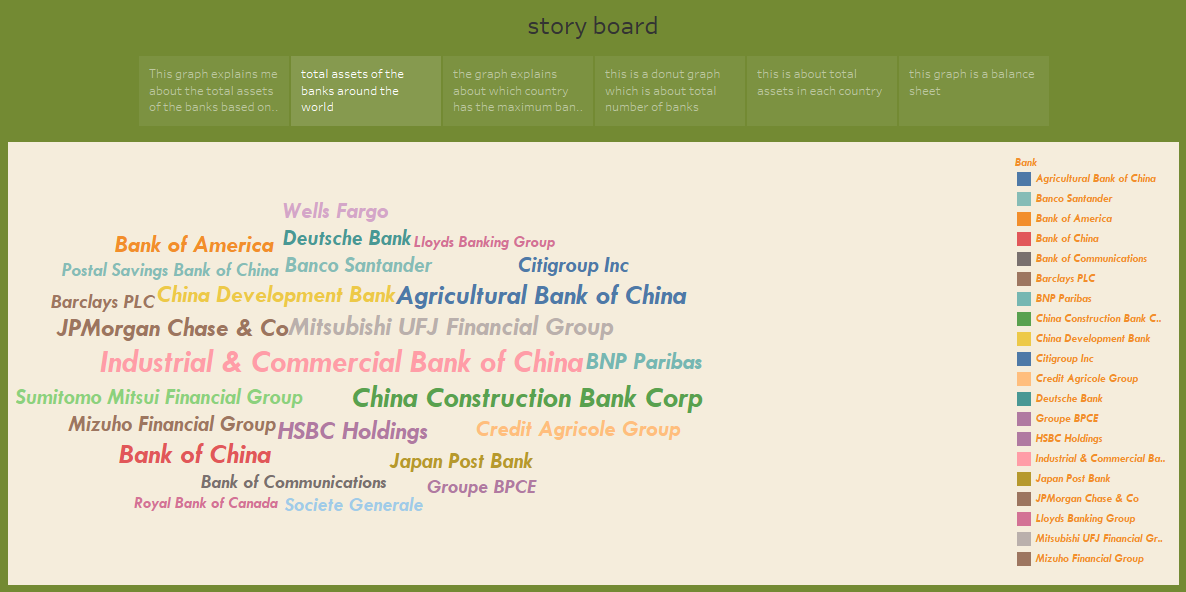 story board
This graph explains me
about the total assets
of the banks based on..
total assets of the
banks around the
world
the graph explains
about which country
has the maximum ban..
this is a donut graph
which is about total
number of banks
this is about total
assets in each country
this graph is a balance
sheet
Wells Fargo
Bank of America
Deutsche Bank
Lloyds Banking Group
Postal Savings Bank of China
Banco Santander
Citigroup Inc
Barclays PLC
China Development Bank
Agricultural Bank of China
JPMorgan Chase & Co
Mitsubishi UFJ Financial Group
Industrial & Commercial Bank of China
BNP Paribas
Sumitomo Mitsui Financial Group
China Construction Bank Corp
Mizuho Financial Group
HSBC Holdings
Credit Agricole Group
Bank of China
Japan Post Bank
Bank of Communications
Groupe BPCE
Royal Bank of Canada
Societe Generale
Bank
Agricultural Bank of China
Banco Santander
Bank of America
Bank of China
Bank of Communications
Barclays PLC
BNP Paribas
China Construction Bank C..
China Development Bank
Citigroup Inc
Credit Agricole Group
Deutsche Bank
Groupe BPCE
HSBC Holdings
Industrial & Commercial Ba..
Japan Post Bank
JPMorgan Chase & Co
Lloyds Banking Group
Mitsubishi UFJ Financial Gr..
Mizuho Financial Group